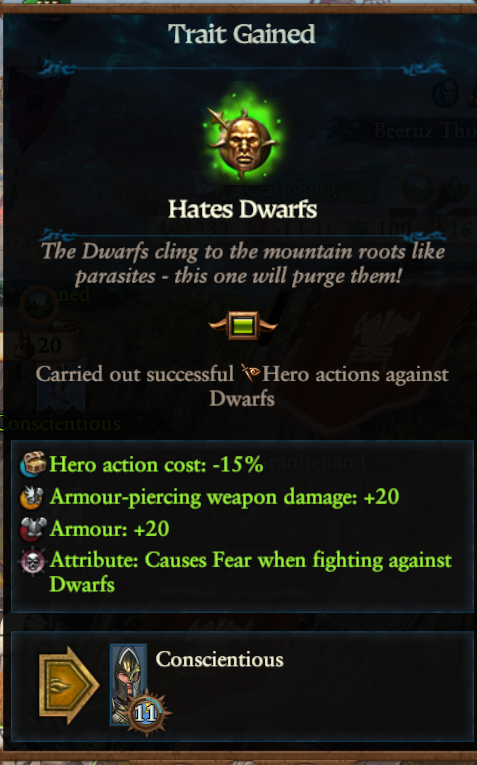 Trait Gained
Beeruz Tho
Hates Dwarfs
The Dwarfs cling to the mountain roots like
parasites - this one will purge them!
20
Carried out successful Hero actions against
Dwarfs
Conscientious
Hero action cost: -15%
Armour-piercing weapon damage: +20
Armour: +20
Attribute: Causes Fear when fighting against
Dwarfs
Conscientious
11